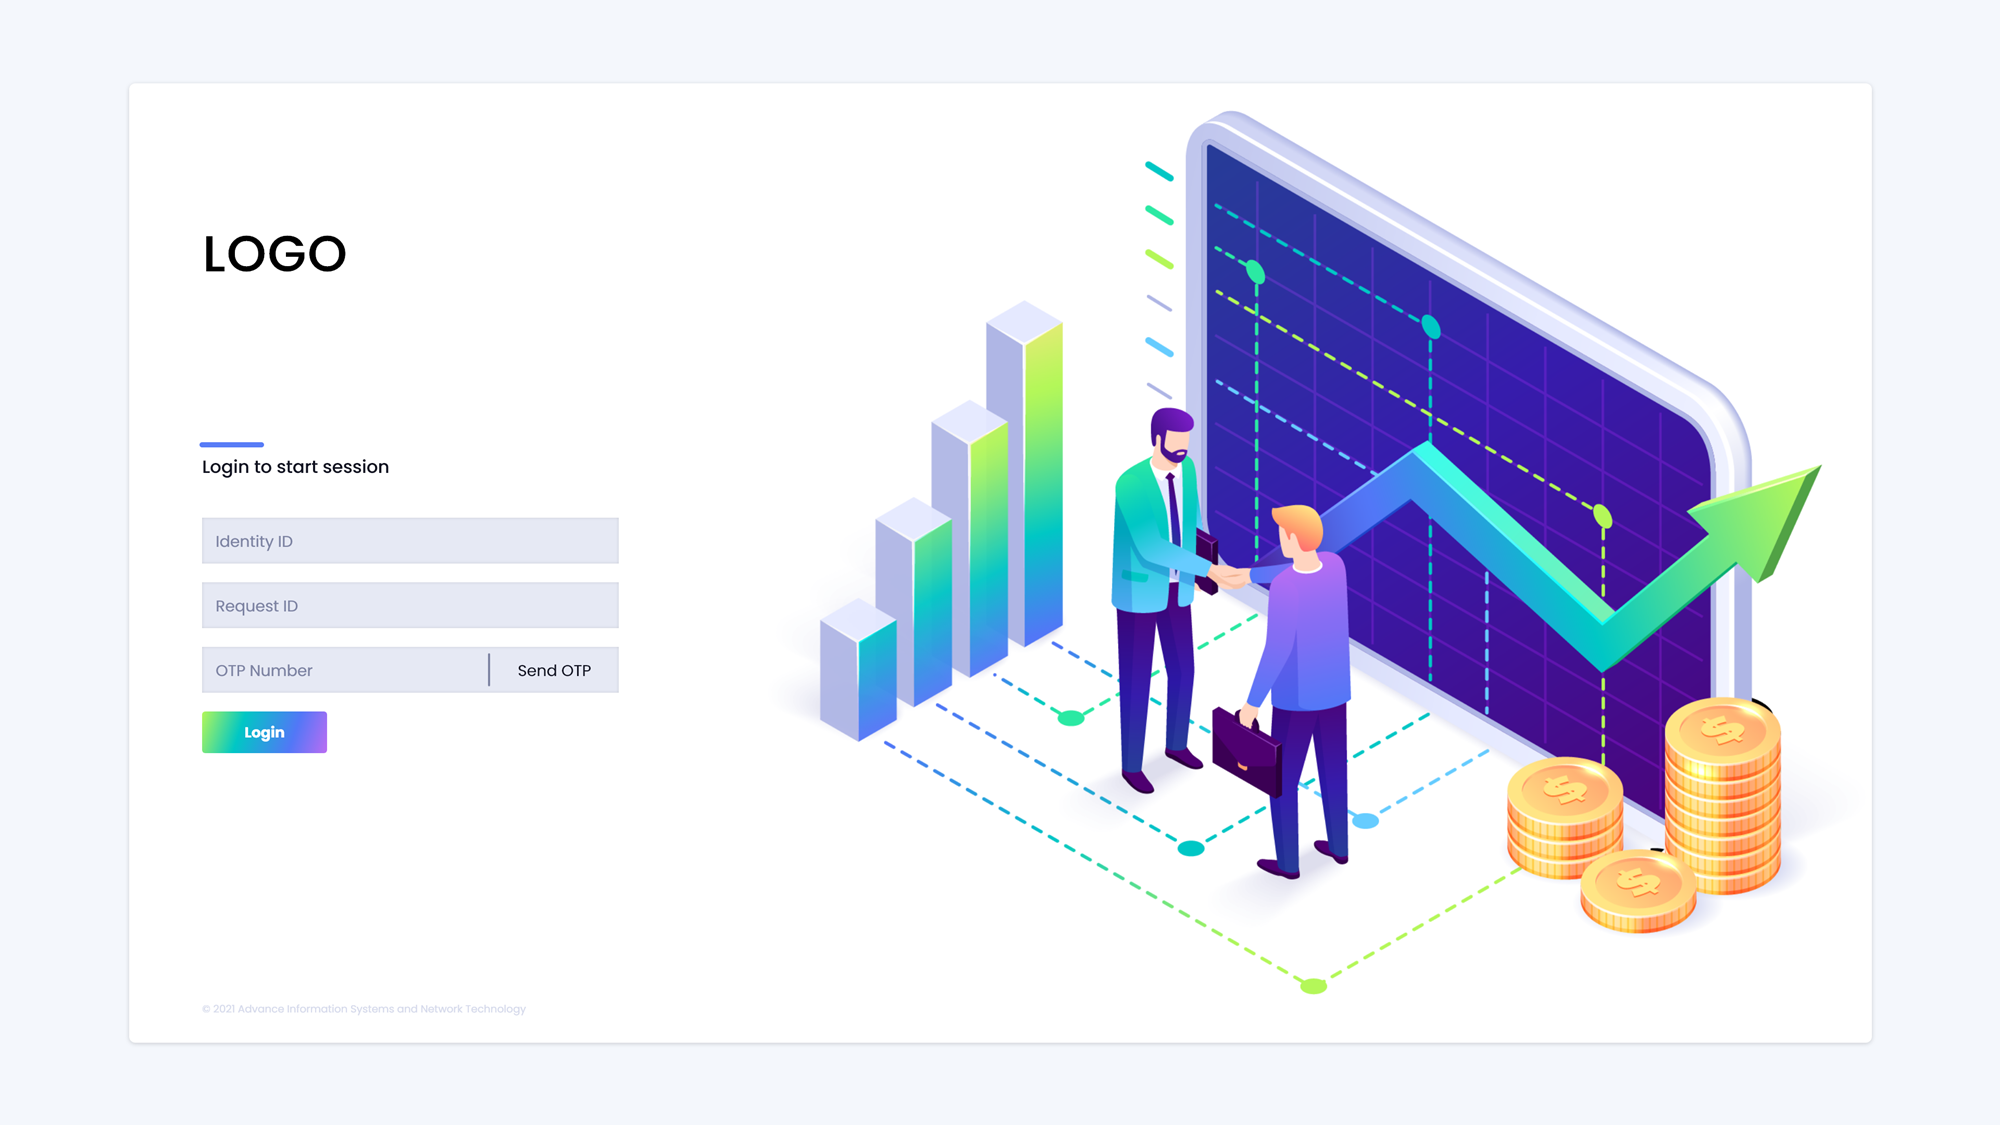 LOGO
Login to start session
Identity ID
Request ID
OTP Number Send OTP
Login
© 2021 Advance Information Systems and Network Technology
$
$
$